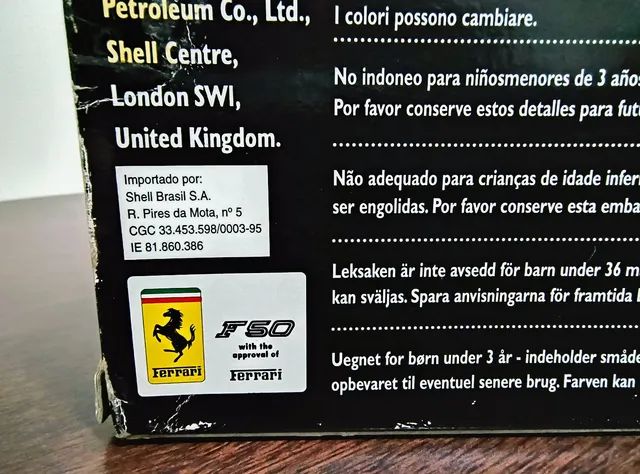 Petroleum Co., Ltd.,
Shell Centre,
London SW1,
United Kingdom.
Importado por:
Shell Brasil S.A.
R. Pires da Mota, nº 5
CGC 33.453.598/0003-95
IE 81.860.386
Ferrari
F50
with the
approval of
Ferrari
I colori possono cambiare.
No indoneo para niñosmenores de 3 años
Por favor conserve estos detalles para
Não adequado para crianças de idade
ser engolidas. Por favor conserve esta
Leksaken är inte avsedd för barn under 36
kan sväljas. Spara anvisningarna för framtida
Uegnet for børn under 3 år - indeholder
opbevaret til eventuel senere brug. Farven kan